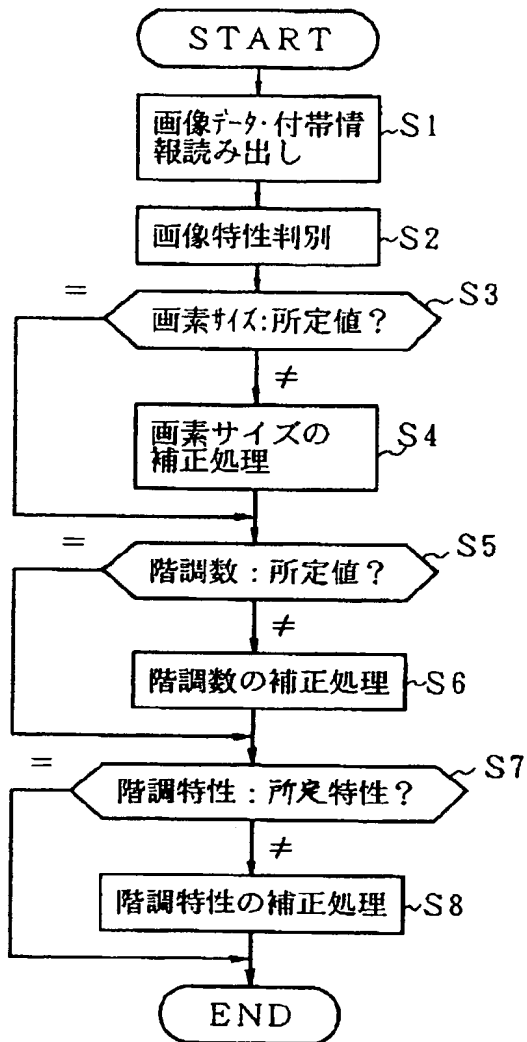 START
画像データ・付帯情
報読み出し
S1
画像特性判別
S2
=
画素サイズ:所定値?
S3
≠
画素サイズの
補正処理
S4
=
階調数:所定値?
S5
≠
階調数の補正処理
S6
=
階調特性:所定特性?
S7
≠
階調特性の補正処理
S8
END